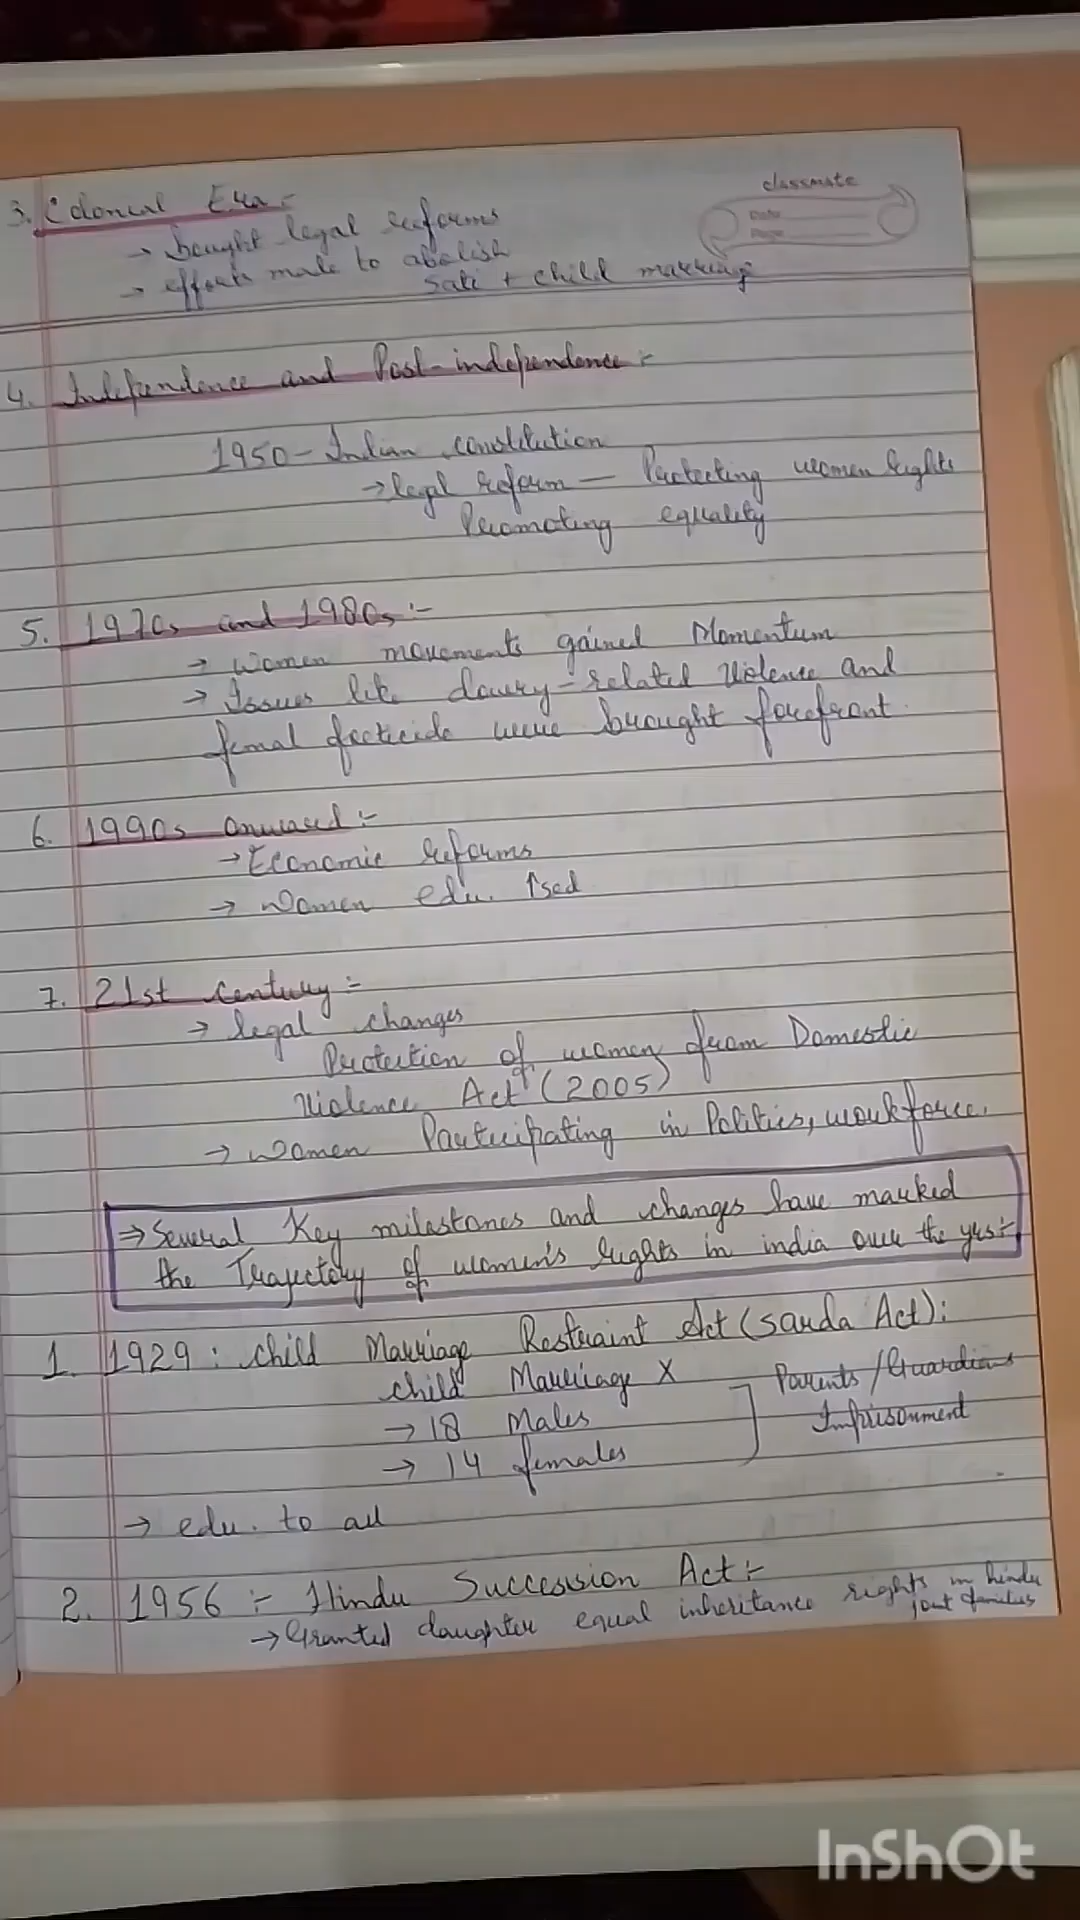 classmate
Date
Page
3. Colonial Era :-
→ bought legal reforms
→ efforts made to abolish
sati + child marriage
4. Independence and Post-independence :-
1950 - Indian constitution
→ legal reform — Protecting women rights
Promoting equality
5. 1970s and 1980s :-
→ women movements gained Momentum
→ Issues like dowry-related violence and
femal foeticide were brought forefront.
6. 1990s onward :-
→ Economic reforms
→ women edu. ↑sed
7. 21st century :-
→ legal changes
Protection of women from Domestic
Violence Act (2005)
→ women Participating in Politics, workforce.
⇒ Several Key milestones and changes have marked
the Trajectory of women's rights in india over the yrs :-
1. 1929 : child Marriage Restraint Act (sarda Act) :
child Marriage X
→ 18 Males
→ 14 females
Parents / Guardians
Imprisonment
→ edu. to all
2. 1956 :- Hindu Succession Act :-
→ Granted daughter equal inheritance rights in hindu
joint families
InShOt